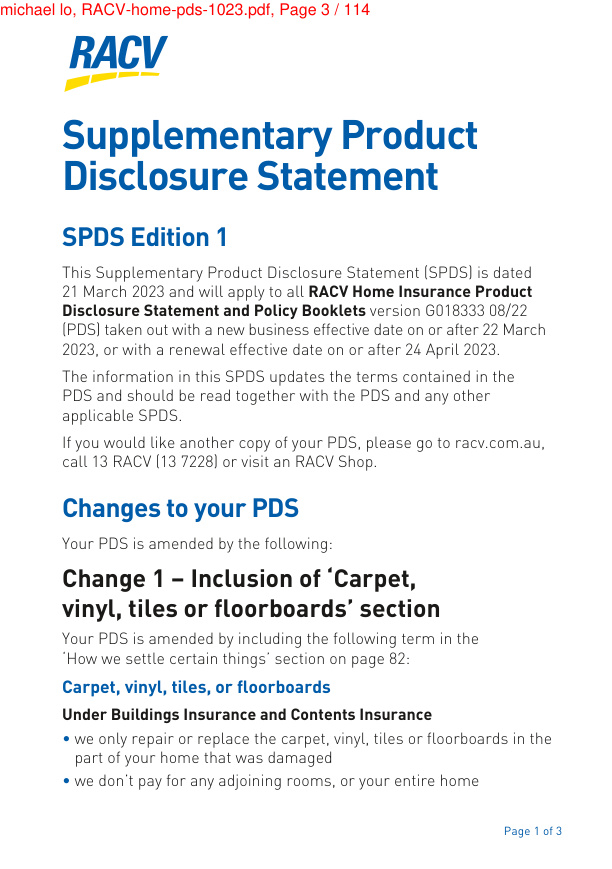 michael lo, RACV-home-pds-1023.pdf, Page 3 / 114
RACV
Supplementary Product
Disclosure Statement
SPDS Edition 1
This Supplementary Product Disclosure Statement (SPDS) is dated
21 March 2023 and will apply to all RACV Home Insurance Product
Disclosure Statement and Policy Booklets version G018333 08/22
(PDS) taken out with a new business effective date on or after 22 March
2023, or with a renewal effective date on or after 24 April 2023.
The information in this SPDS updates the terms contained in the
PDS and should be read together with the PDS and any other
applicable SPDS.
If you would like another copy of your PDS, please go to racv.com.au,
call 13 RACV (13 7228) or visit an RACV Shop.
Changes to your PDS
Your PDS is amended by the following:
Change 1 – Inclusion of ‘Carpet,
vinyl, tiles or floorboards’ section
Your PDS is amended by including the following term in the
‘How we settle certain things’ section on page 82:
Carpet, vinyl, tiles, or floorboards
Under Buildings Insurance and Contents Insurance
• we only repair or replace the carpet, vinyl, tiles or floorboards in the
part of your home that was damaged
• we don’t pay for any adjoining rooms, or your entire home
Page 1 of 3